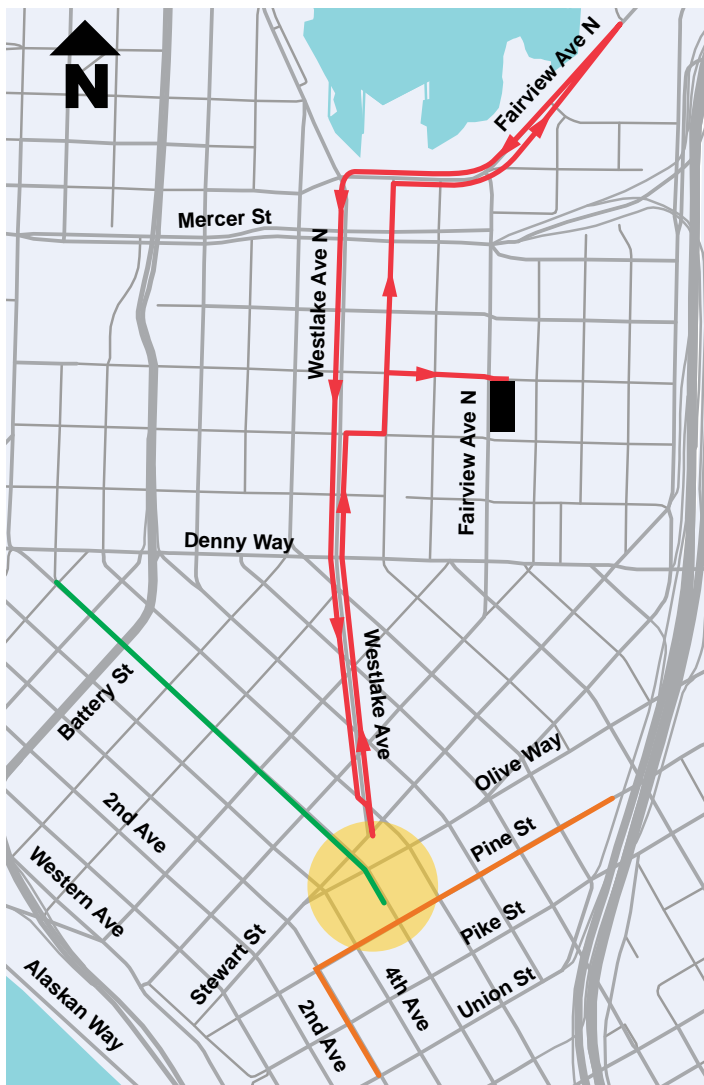 Fairview Ave N
N
Mercer St
Westlake Ave N
Fairview Ave N
Denny Way
Westlake Ave
Battery St
Olive Way
2nd Ave
Pine St
Western Ave
Pike St
Stewart St
Alaskan Way
4th Ave
Union St
2nd Ave